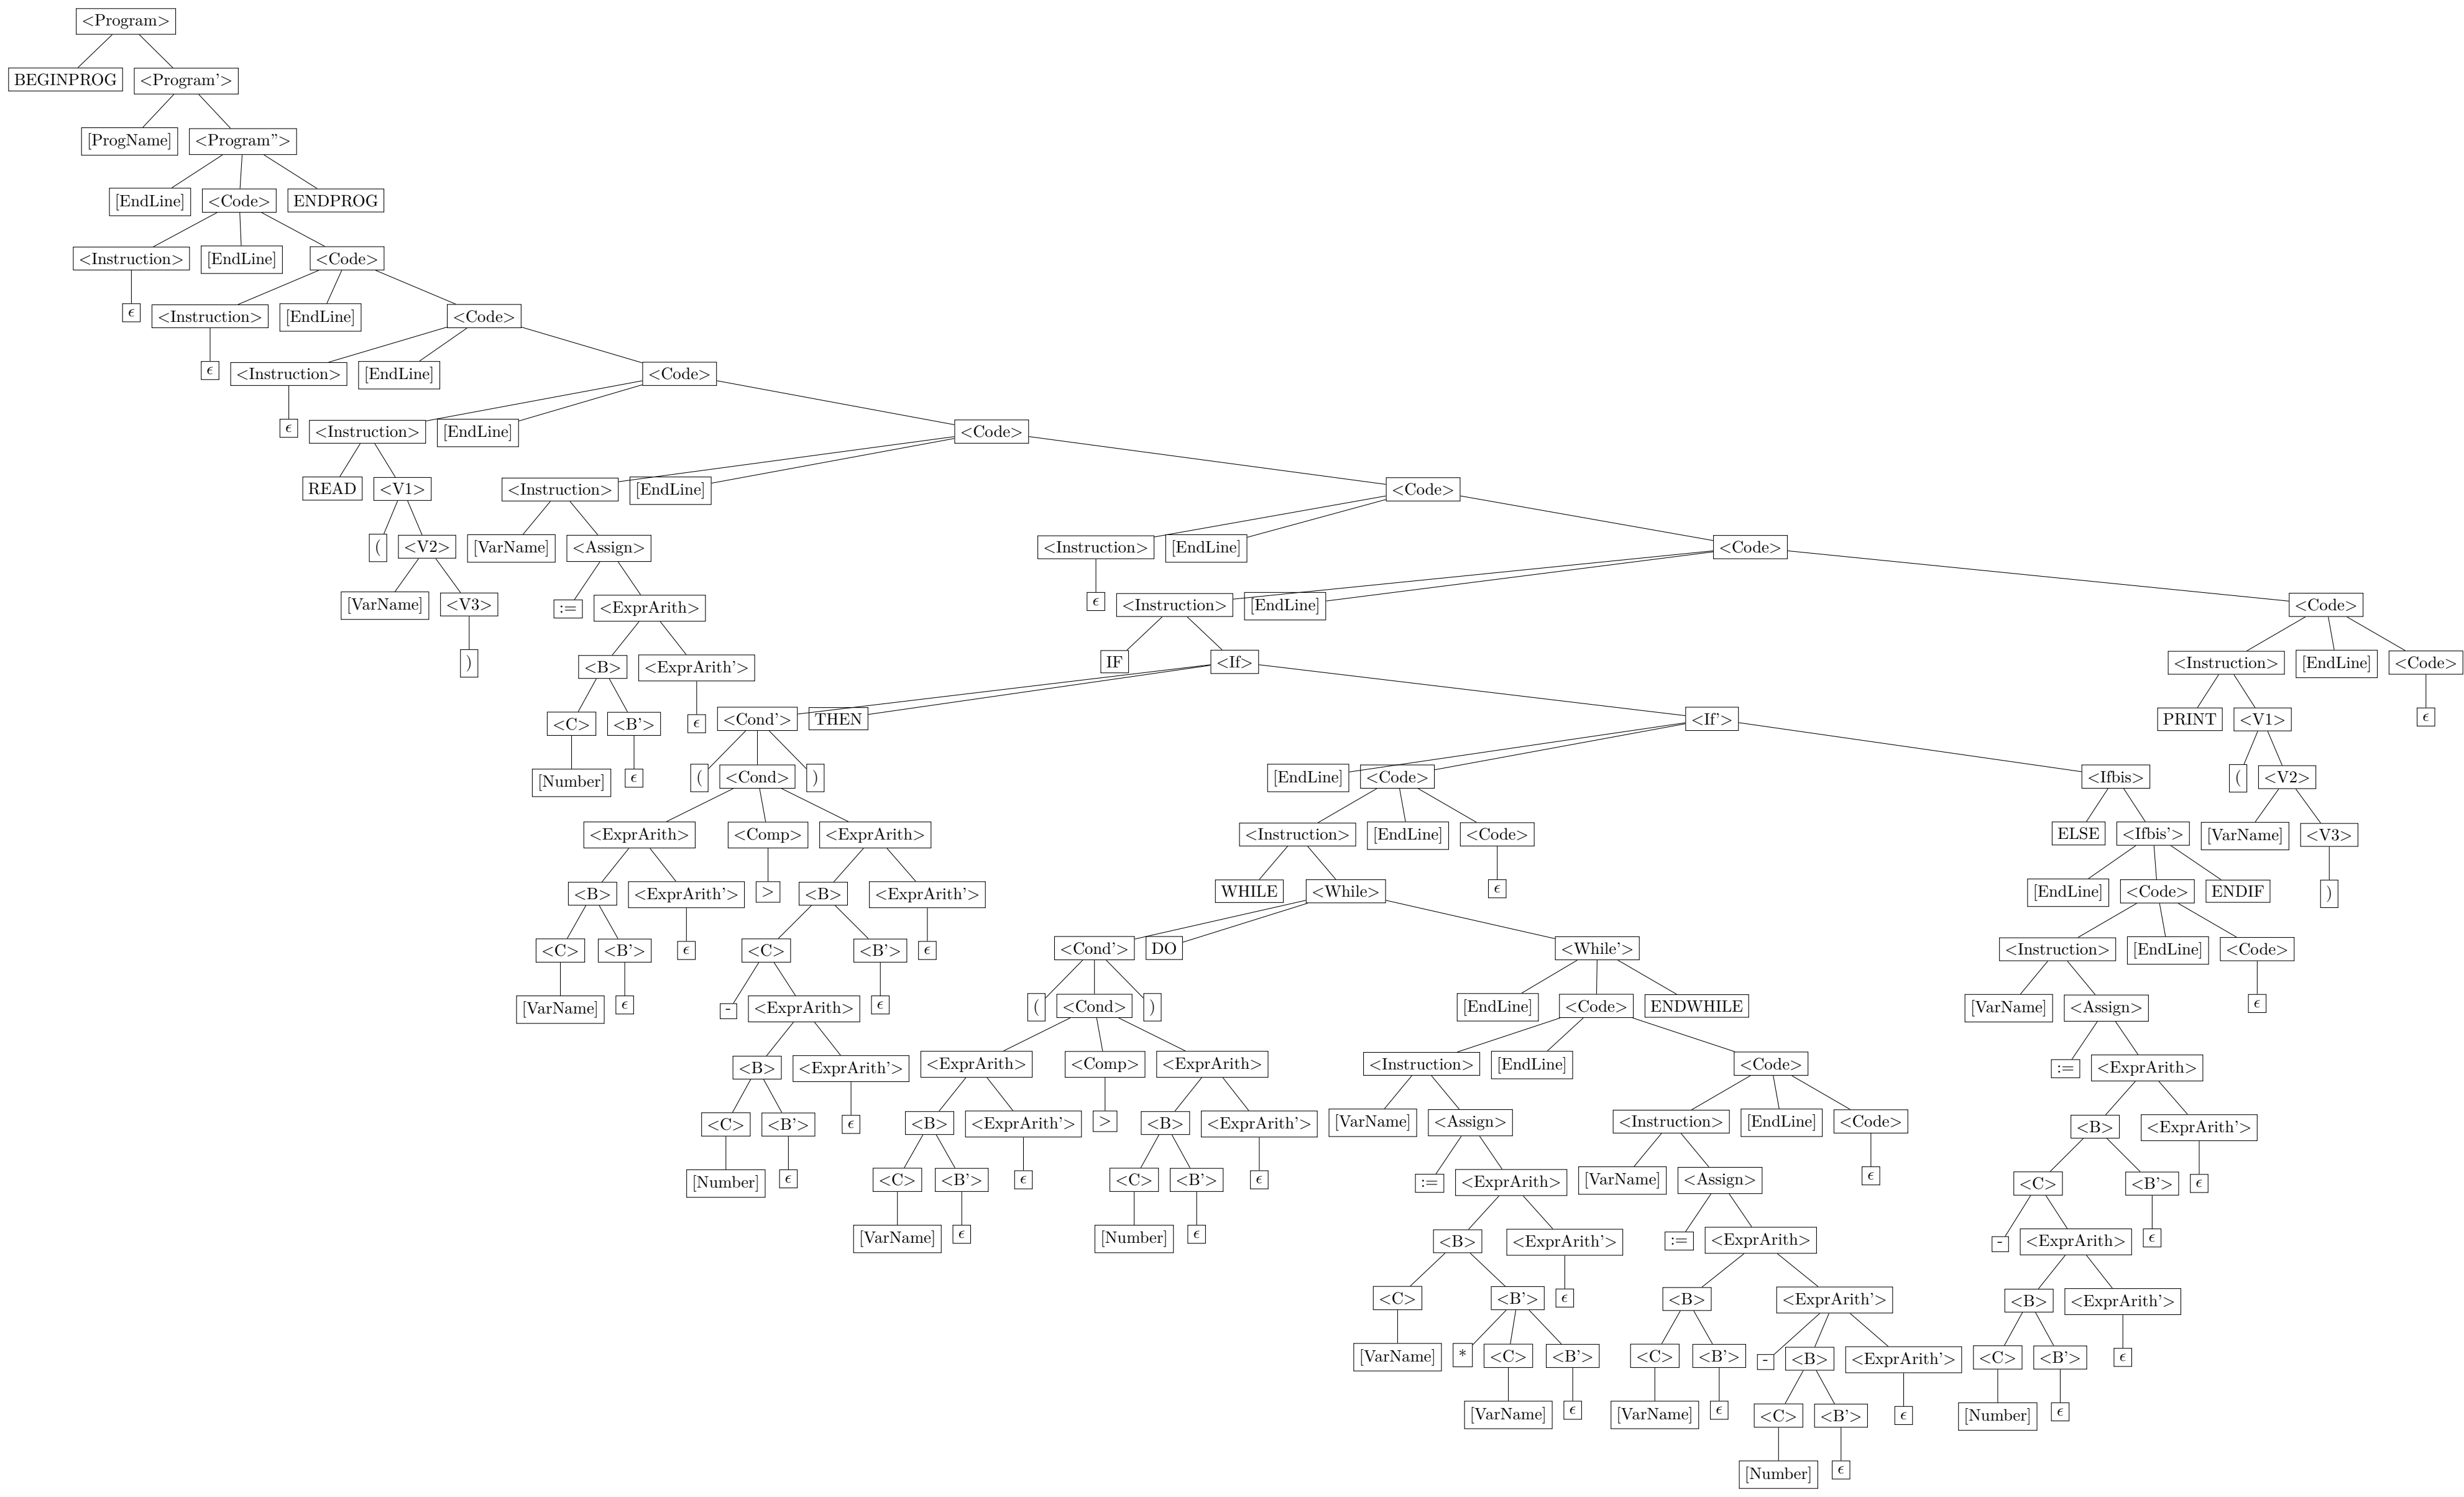 <Program>
BEGINPROG <Program'>
[ProgName] <Program">
[EndLine] <Code> ENDPROG
<Instruction> [EndLine] <Code>
ϵ <Instruction> [EndLine] <Code>
ϵ <Instruction> [EndLine] <Code>
ϵ <Instruction> [EndLine] <Code>
READ <V1> <Instruction> [EndLine] <Code>
( <V2> [VarName] <Assign> <Instruction> [EndLine] <Code>
[VarName] <V3> := <ExprArith> ϵ <Instruction> [EndLine] <Code>
) <B> <ExprArith'> IF <If> <Instruction> [EndLine] <Code>
<C> <B'> ϵ <Cond'> THEN <If'> PRINT <V1> ϵ
[Number] ϵ ( <Cond> ) [EndLine] <Code> <Ifbis> ( <V2>
<ExprArith> <Comp> <ExprArith> <Instruction> [EndLine] <Code> ELSE <Ifbis'> [VarName] <V3>
<B> <ExprArith'> > <B> <ExprArith'> WHILE <While> ϵ [EndLine] <Code> ENDIF )
<C> <B'> ϵ <C> <B'> ϵ <Cond'> DO <While'> <Instruction> [EndLine] <Code>
[VarName] ϵ - <ExprArith> ϵ ( <Cond> ) [EndLine] <Code> ENDWHILE [VarName] <Assign> ϵ
<B> <ExprArith'> <ExprArith> <Comp> <ExprArith> <Instruction> [EndLine] <Code> := <ExprArith>
<C> <B'> ϵ <B> <ExprArith'> > <B> <ExprArith'> [VarName] <Assign> <Instruction> [EndLine] <Code> <B> <ExprArith'>
[Number] ϵ <C> <B'> ϵ <C> <B'> ϵ := <ExprArith> [VarName] <Assign> ϵ <C> <B'> ϵ
[VarName] ϵ [Number] ϵ <B> <ExprArith'> := <ExprArith> - <ExprArith> ϵ
<C> <B'> ϵ <B> <ExprArith'> <B> <ExprArith'>
[VarName] * <C> <B'> <C> <B'> - <B> <ExprArith'> <C> <B'> ϵ
[VarName] ϵ [VarName] ϵ <C> <B'> ϵ [Number] ϵ
[Number] ϵ